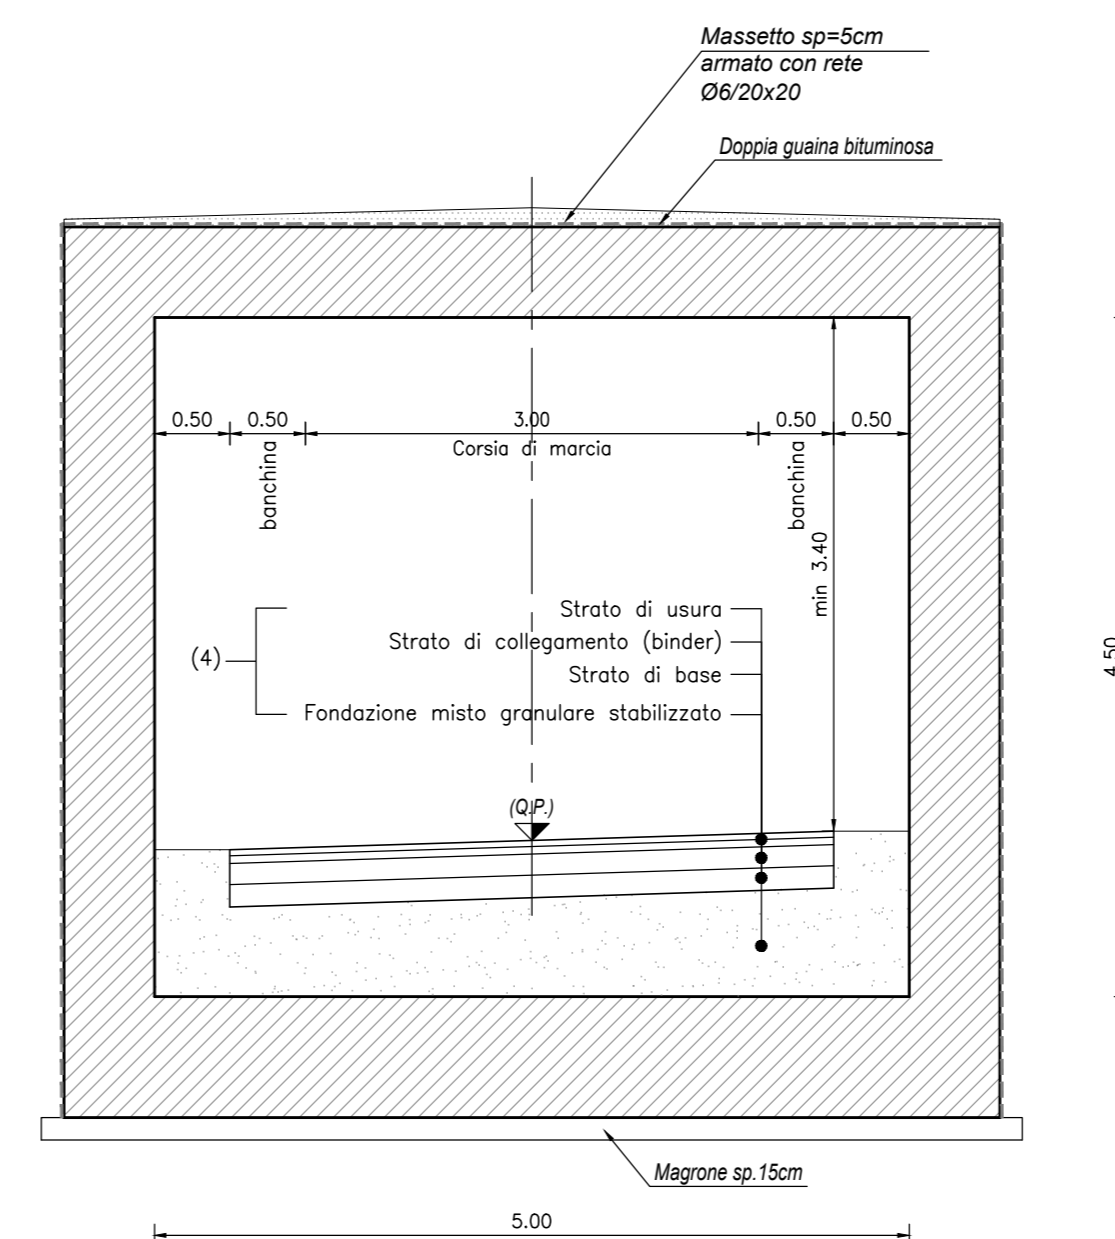 Massetto sp=5cm
armato con rete
Ø6/20x20
Doppia guaina bituminosa
0.50
0.50
3.00
0.50
0.50
Corsia di marcia
banchina
banchina
min 3.40
Strato di usura
Strato di collegamento (binder)
(4)
Strato di base
Fondazione misto granulare stabilizzato
4.50
(Q.P.)
Magrone sp.15cm
5.00